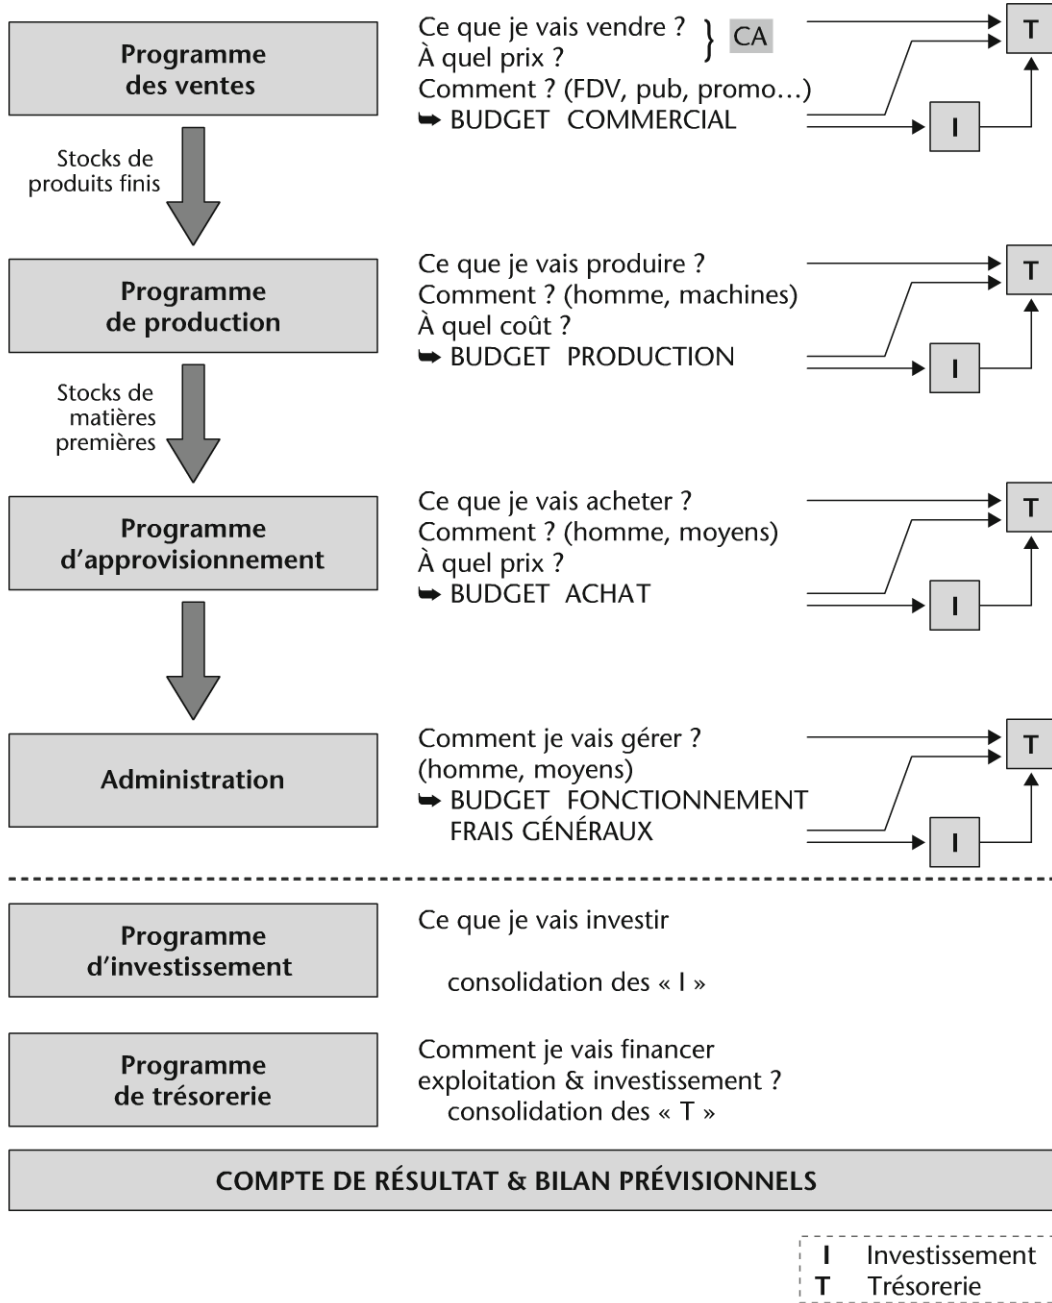 Programme
des ventes
Ce que je vais vendre ?
À quel prix ?
} CA
Comment ? (FDV, pub, promo…)
➥ BUDGET COMMERCIAL
T
I
Stocks de
produits finis
Programme
de production
Ce que je vais produire ?
Comment ? (homme, machines)
À quel coût ?
➥ BUDGET PRODUCTION
T
I
Stocks de
matières
premières
Programme
d'approvisionnement
Ce que je vais acheter ?
Comment ? (homme, moyens)
À quel prix ?
➥ BUDGET ACHAT
T
I
Administration
Comment je vais gérer ?
(homme, moyens)
➥ BUDGET FONCTIONNEMENT
FRAIS GÉNÉRAUX
T
I
Programme
d'investissement
Ce que je vais investir
consolidation des « I »
Programme
de trésorerie
Comment je vais financer
exploitation & investissement ?
consolidation des « T »
COMPTE DE RÉSULTAT & BILAN PRÉVISIONNELS
I Investissement
T Trésorerie